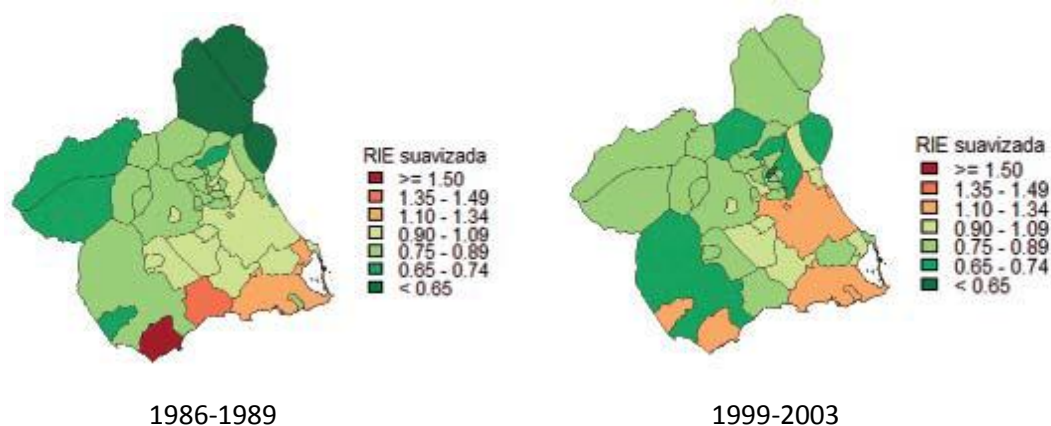 RIE suavizada
>= 1.50
1.35 - 1.49
1.10 - 1.34
0.90 - 1.09
0.75 - 0.89
0.65 - 0.74
< 0.65
RIE suavizada
>= 1.50
1.35 - 1.49
1.10 - 1.34
0.90 - 1.09
0.75 - 0.89
0.65 - 0.74
< 0.65
1986-1989
1999-2003